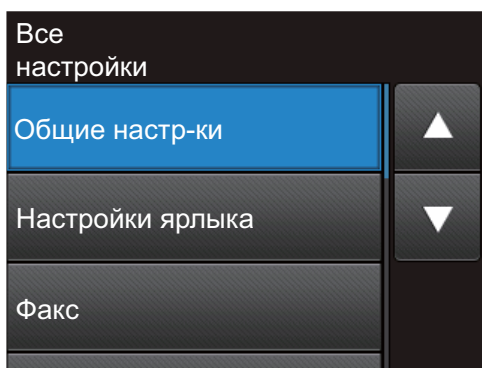 Все
настройки
Общие настр-ки
Настройки ярлыка
Факс